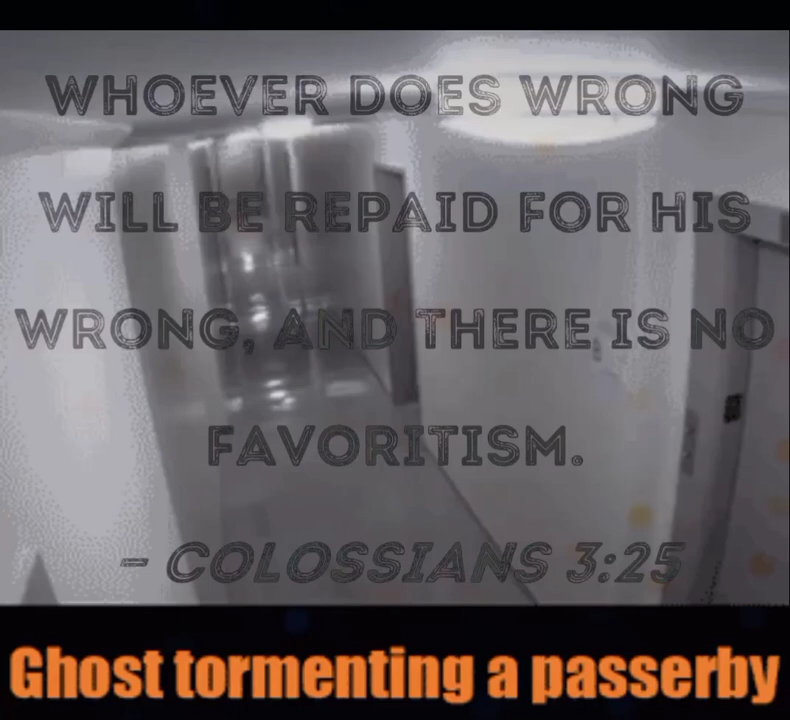 WHOEVER DOES WRONG
WILL BE REPAID FOR HIS
WRONG, AND THERE IS NO
FAVORITISM.
- COLOSSIANS 3:25
Ghost tormenting a passerby